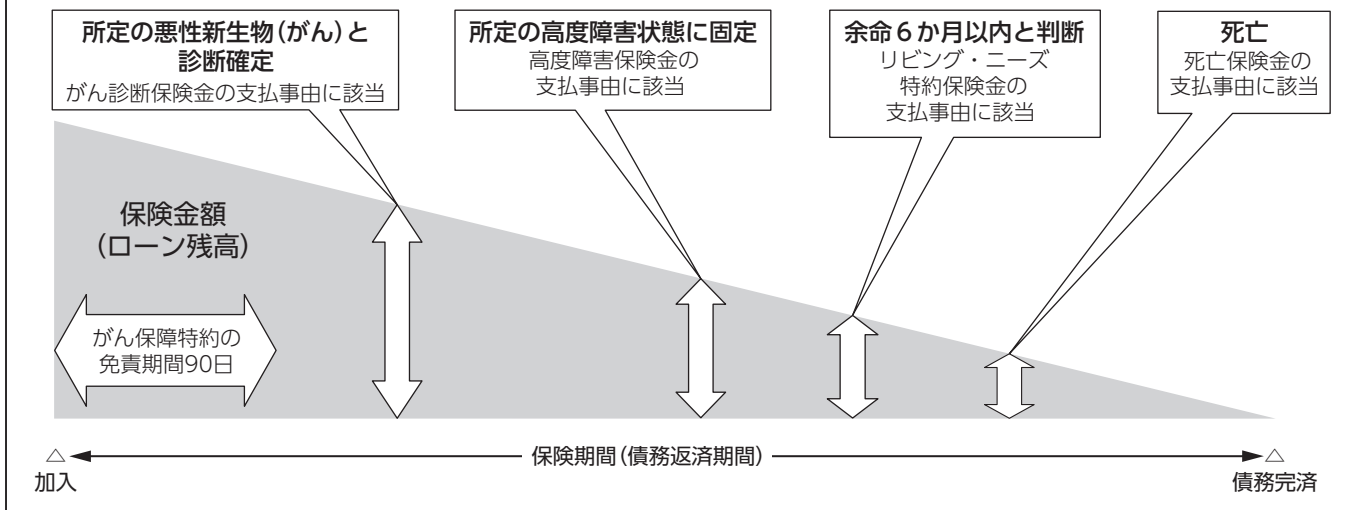 所定の悪性新生物(がん)と
診断確定
がん診断保険金の支払事由に該当
所定の高度障害状態に固定
高度障害保険金の
支払事由に該当
余命6か月以内と判断
リビング・ニーズ
特約保険金の
支払事由に該当
死亡
死亡保険金の
支払事由に該当
保険金額
(ローン残高)
がん保障特約の
免責期間90日
△ 保険期間(債務返済期間) △
加入 債務完済